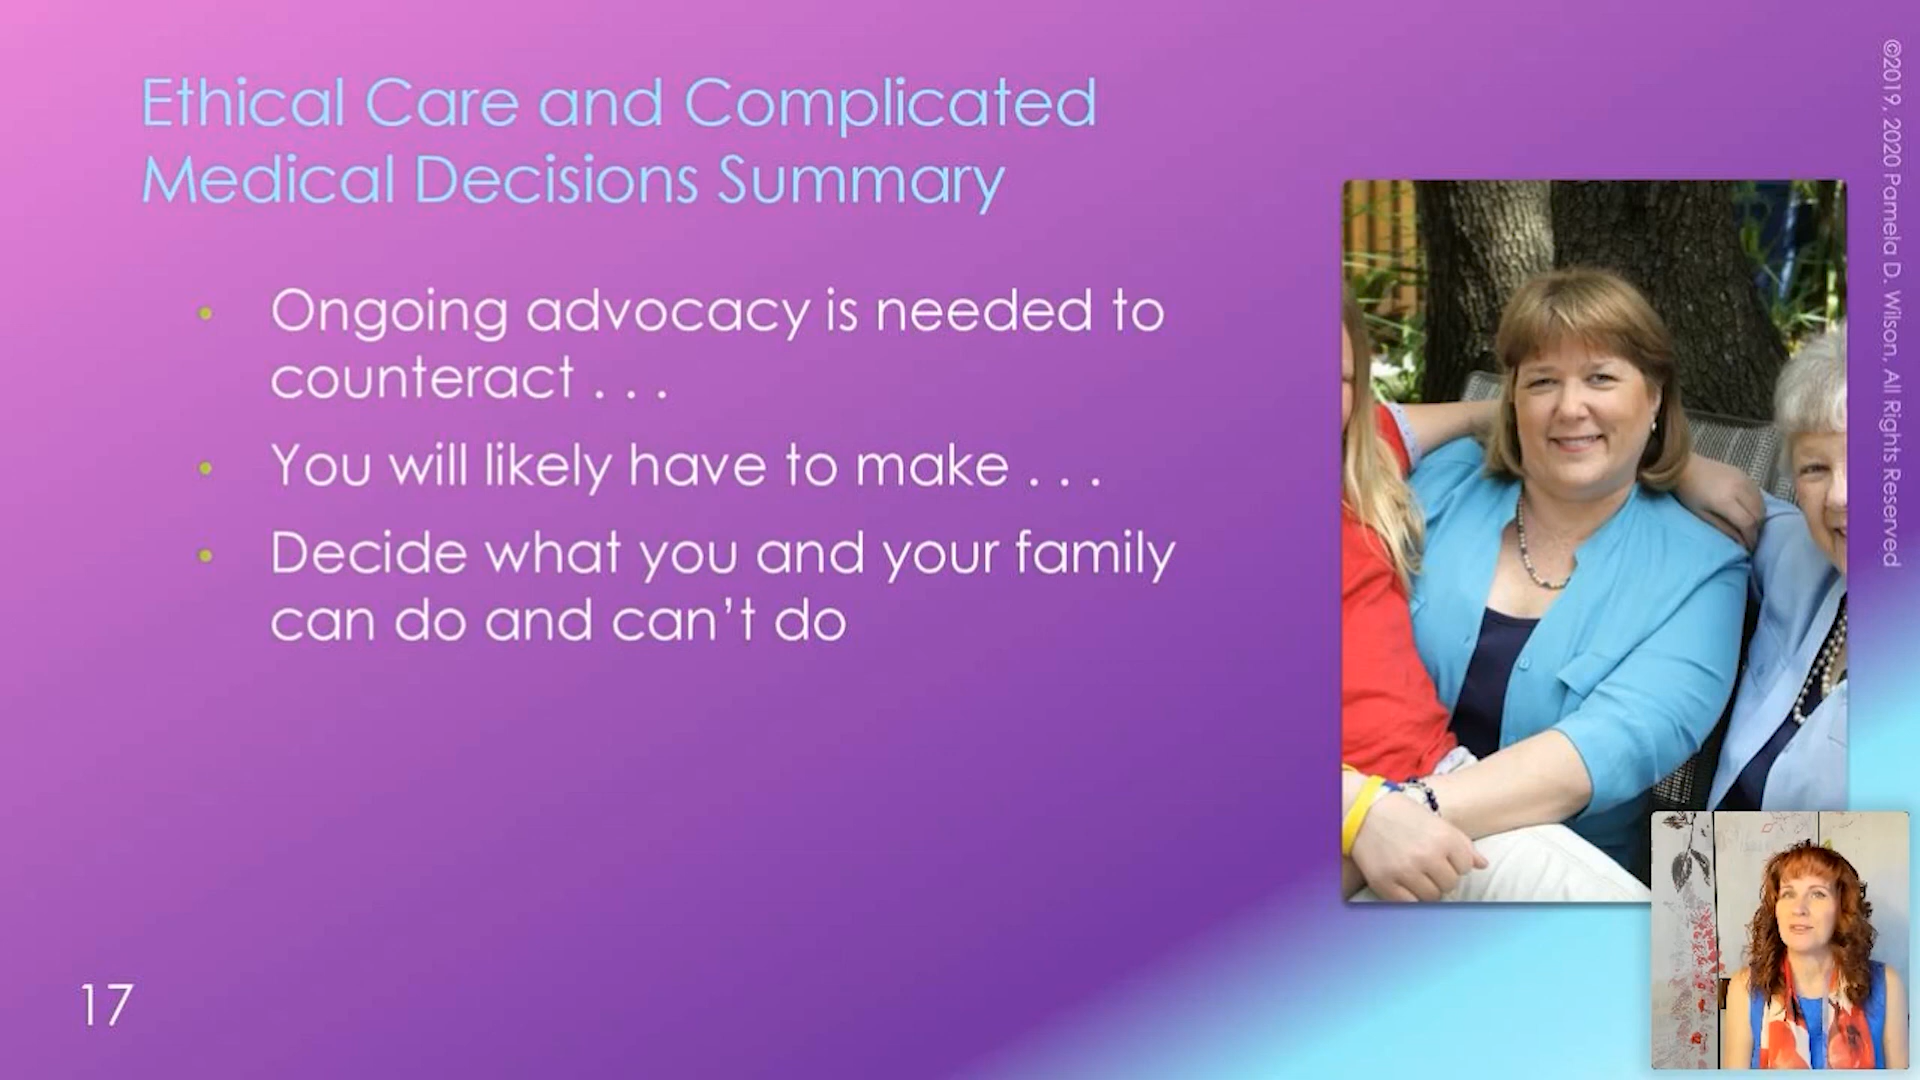 Ethical Care and Complicated
Medical Decisions Summary
• Ongoing advocacy is needed to
counteract . . .
• You will likely have to make . . .
• Decide what you and your family
can do and can’t do
17
©2019, 2020 Pamela D. Wilson, All Rights Reserved